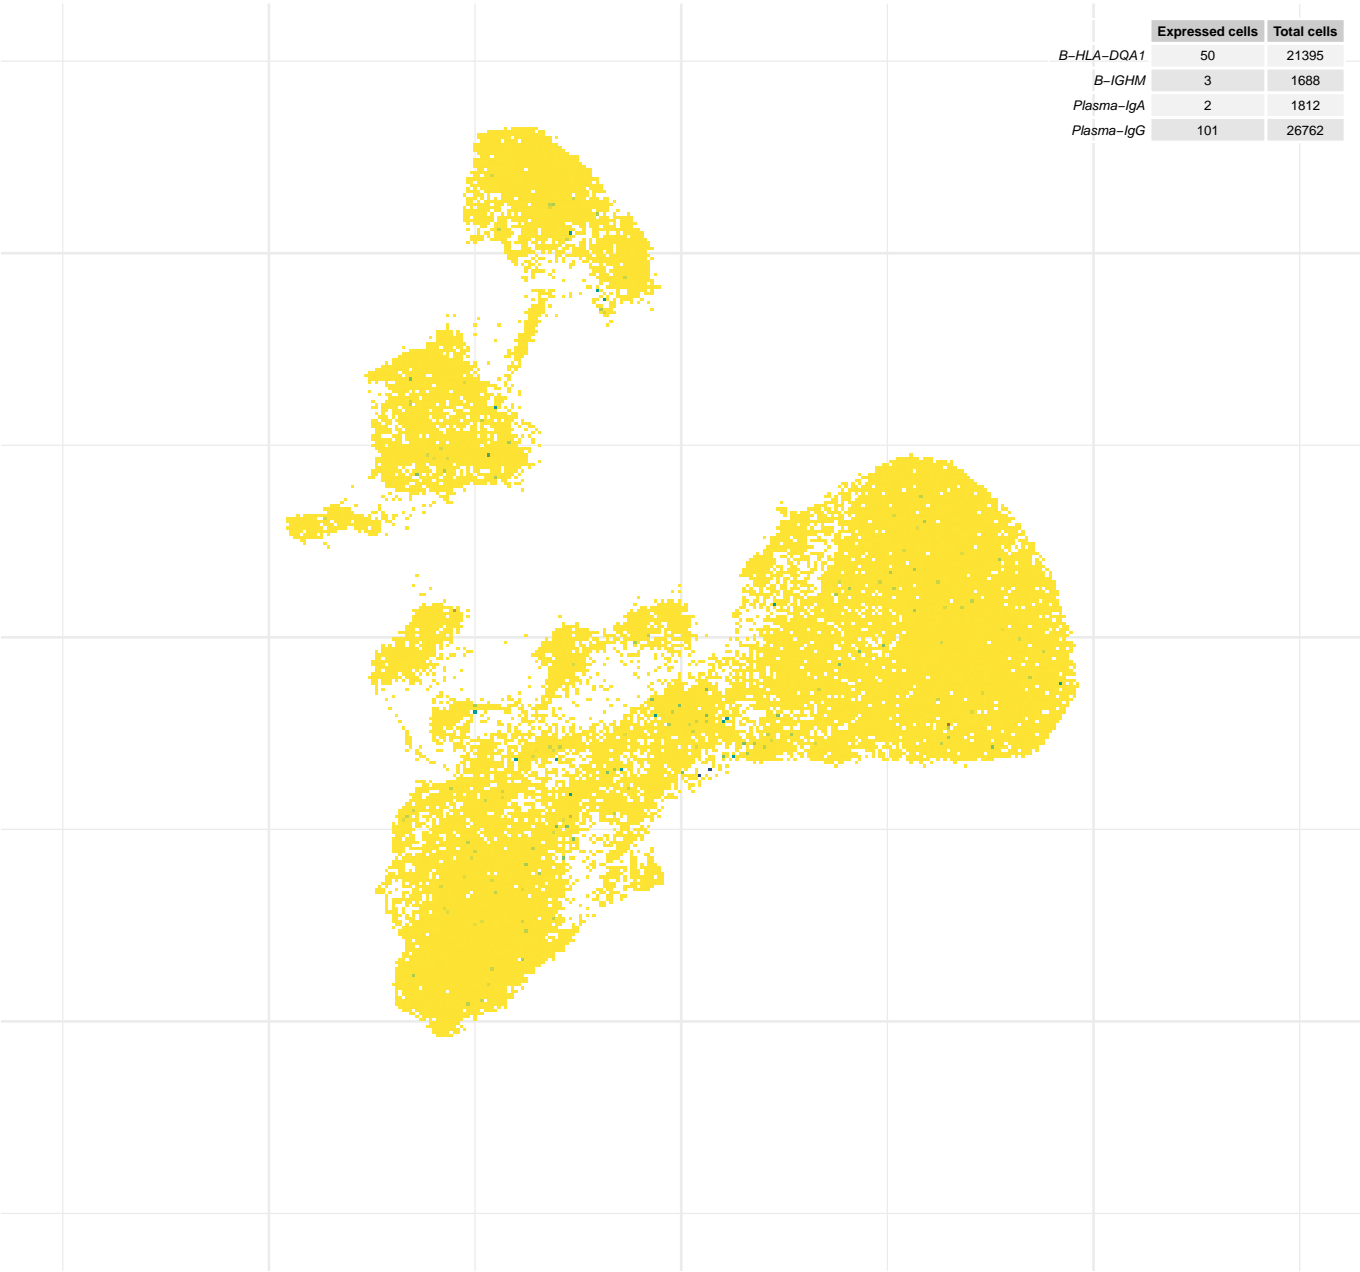 Expressed cells Total cells
B−HLA−DQA1 50 21395
B−IGHM 3 1688
Plasma−IgA 2 1812
Plasma−IgG 101 26762